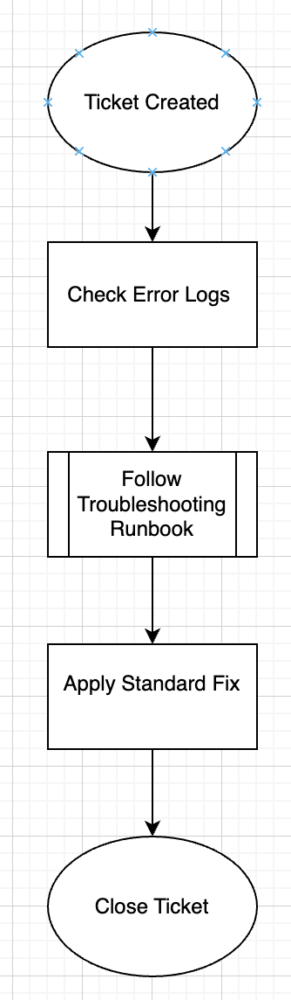 Ticket Created
Check Error Logs
Follow
Troubleshooting
Runbook
Apply Standard Fix
Close Ticket